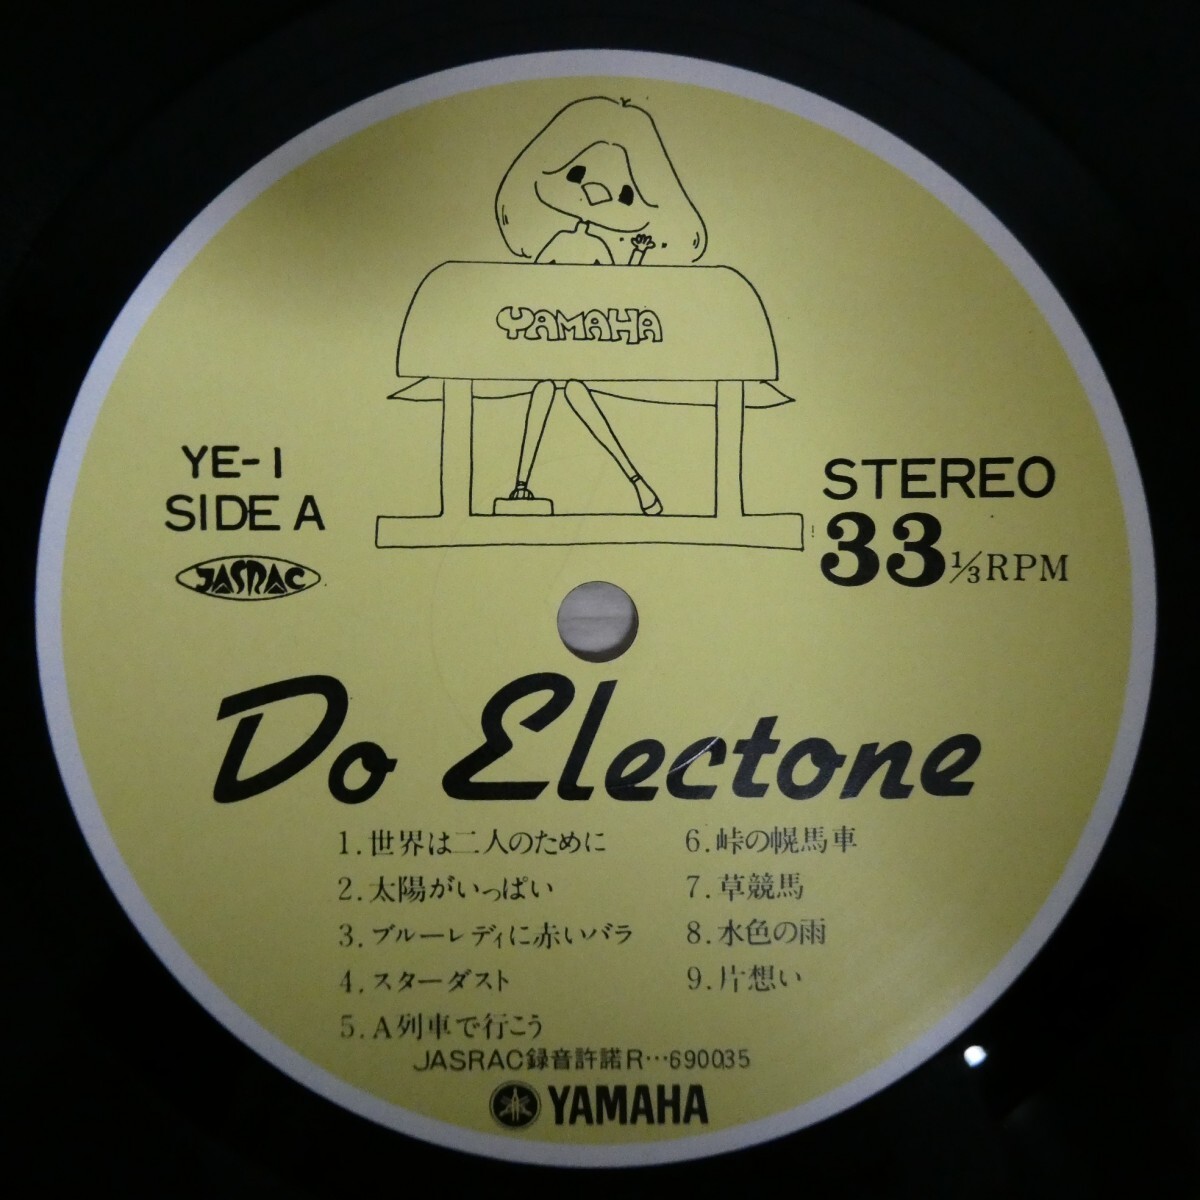 YAMAHA
YE-1
SIDE A
JASRAC
STEREO
33 1/3 RPM
Do Electone
1. 世界は二人のために
2. 太陽がいっぱい
3. ブルーレディに赤いバラ
4. スターダスト
5. A列車で行こう
6. 峠の幌馬車
7. 草競馬
8. 水色の雨
9. 片想い
JASRAC録音許諾R…690035
YAMAHA